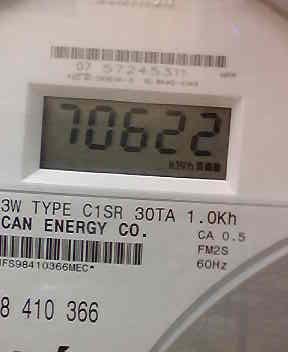 07 57245311
70622
KWh
3W TYPE C1SR 30TA 1.0Kh
CAN ENERGY CO.
CA 0.5
FM2S
60Hz
IFS98410366MEC*
8 410 366